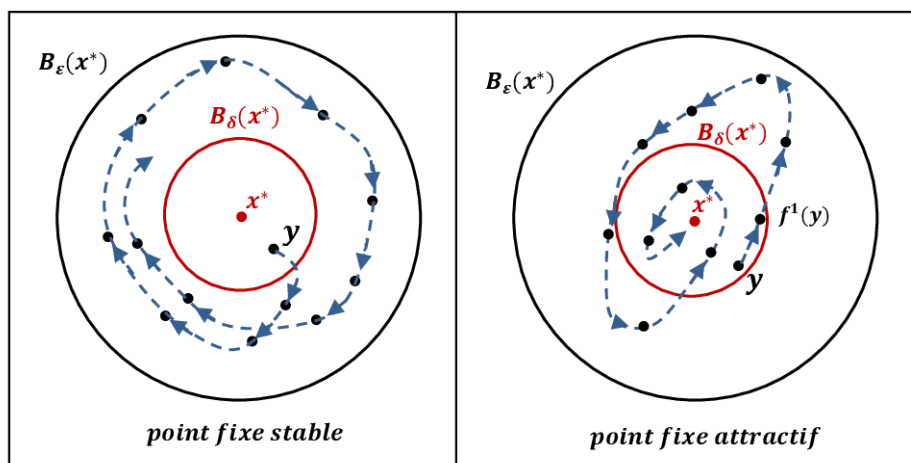 B_ε(x*)
B_δ(x*)
x*
y
point fixe stable
B_ε(x*)
B_δ(x*)
x*
f¹(y)
y
point fixe attractif